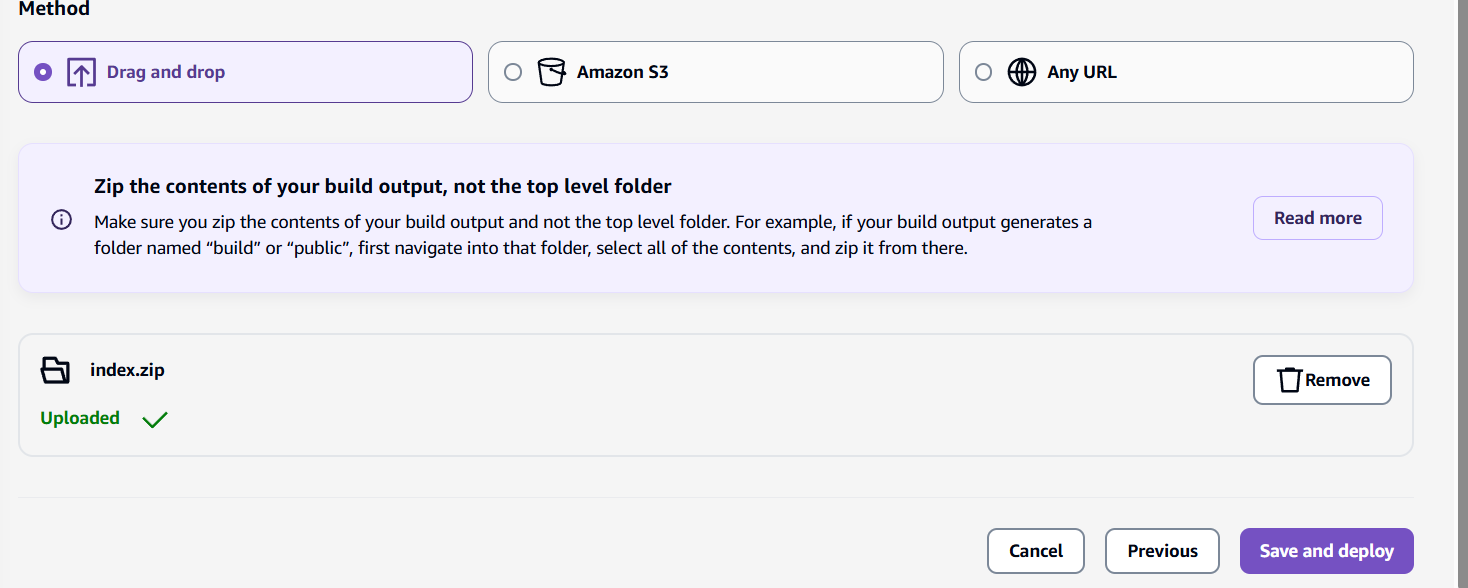 Method
Drag and drop
Amazon S3
Any URL
Zip the contents of your build output, not the top level folder
Make sure you zip the contents of your build output and not the top level folder. For example, if your build output generates a
folder named “build” or “public”, first navigate into that folder, select all of the contents, and zip it from there.
Read more
index.zip
Uploaded
Remove
Cancel
Previous
Save and deploy